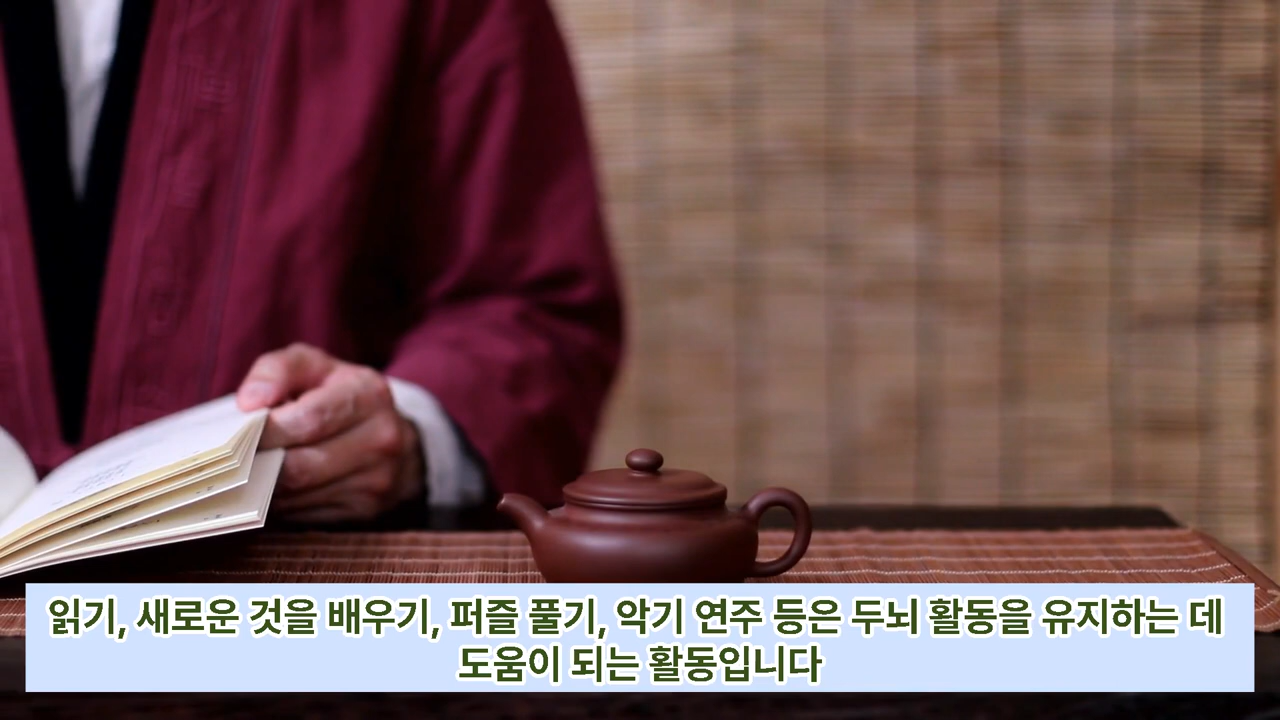 읽기, 새로운 것을 배우기, 퍼즐 풀기, 악기 연주 등은 두뇌 활동을 유지하는 데
도움이 되는 활동입니다